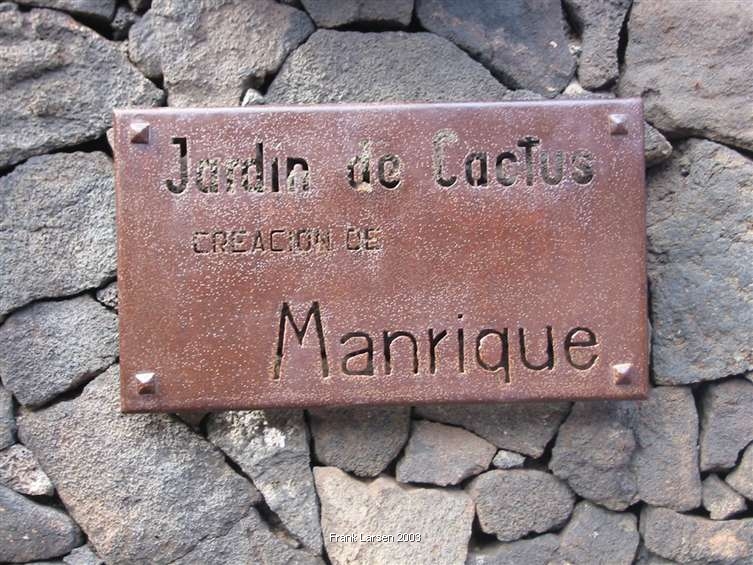 Jardin de Cactus
CREACION DE
Manrique
Frank Larsen 2003